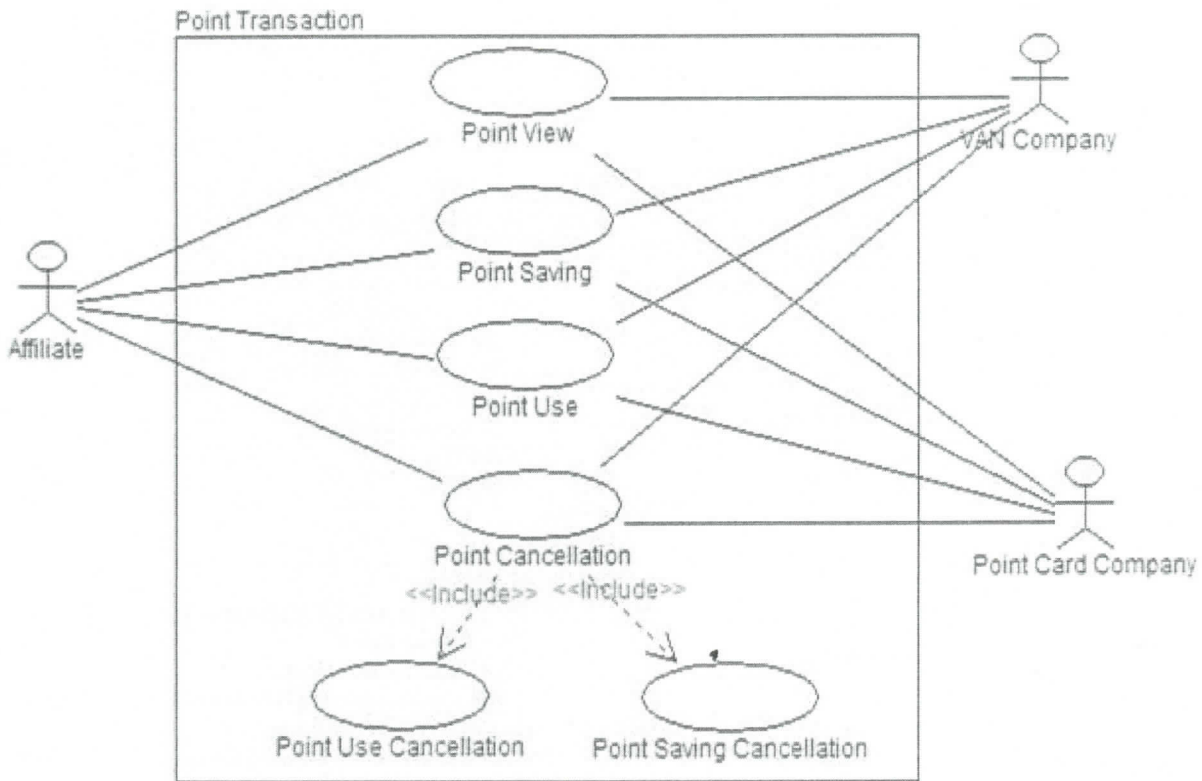 Point Transaction
Point View
VAN Company
Point Saving
Affiliate
Point Use
Point Cancellation
Point Card Company
<<Include>> <<Include>>
Point Use Cancellation
Point Saving Cancellation